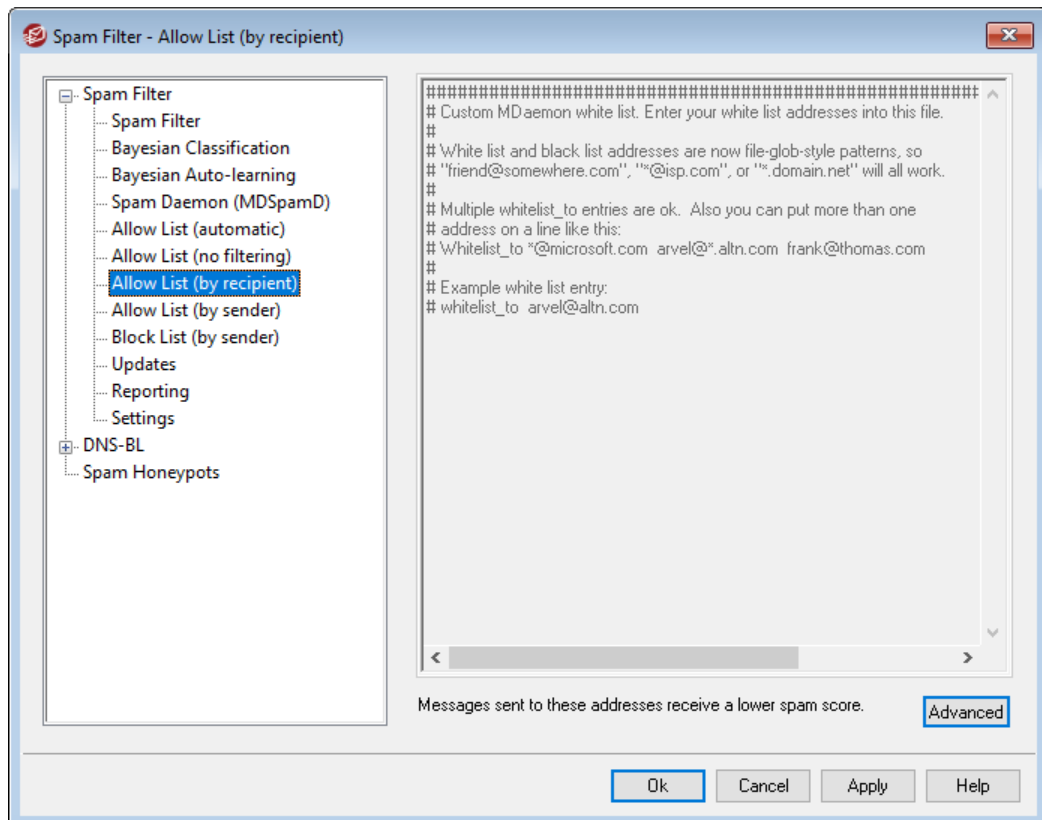 Spam Filter - Allow List (by recipient)
Spam Filter
Spam Filter
Bayesian Classification
Bayesian Auto-learning
Spam Daemon (MDSpamD)
Allow List (automatic)
Allow List (no filtering)
Allow List (by recipient)
Allow List (by sender)
Block List (by sender)
Updates
Reporting
Settings
DNS-BL
Spam Honeypots
##################################################################
# Custom MDaemon white list. Enter your white list addresses into this file.
#
# White list and black list addresses are now file-glob-style patterns, so
# "friend@somewhere.com", "*@isp.com", or "*.domain.net" will all work.
#
# Multiple whitelist_to entries are ok.  Also you can put more than one
# address on a line like this:
# Whitelist_to *@microsoft.com  arvel@*.altn.com  frank@thomas.com
#
# Example white list entry:
# whitelist_to  arvel@altn.com
Messages sent to these addresses receive a lower spam score.
Advanced
Ok
Cancel
Apply
Help